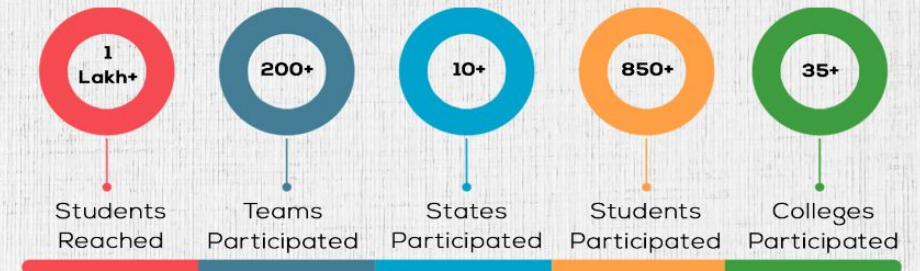 1
Lakh+
200+
10+
850+
35+
Students
Reached
Teams
Participated
States
Participated
Students
Participated
Colleges
Participated